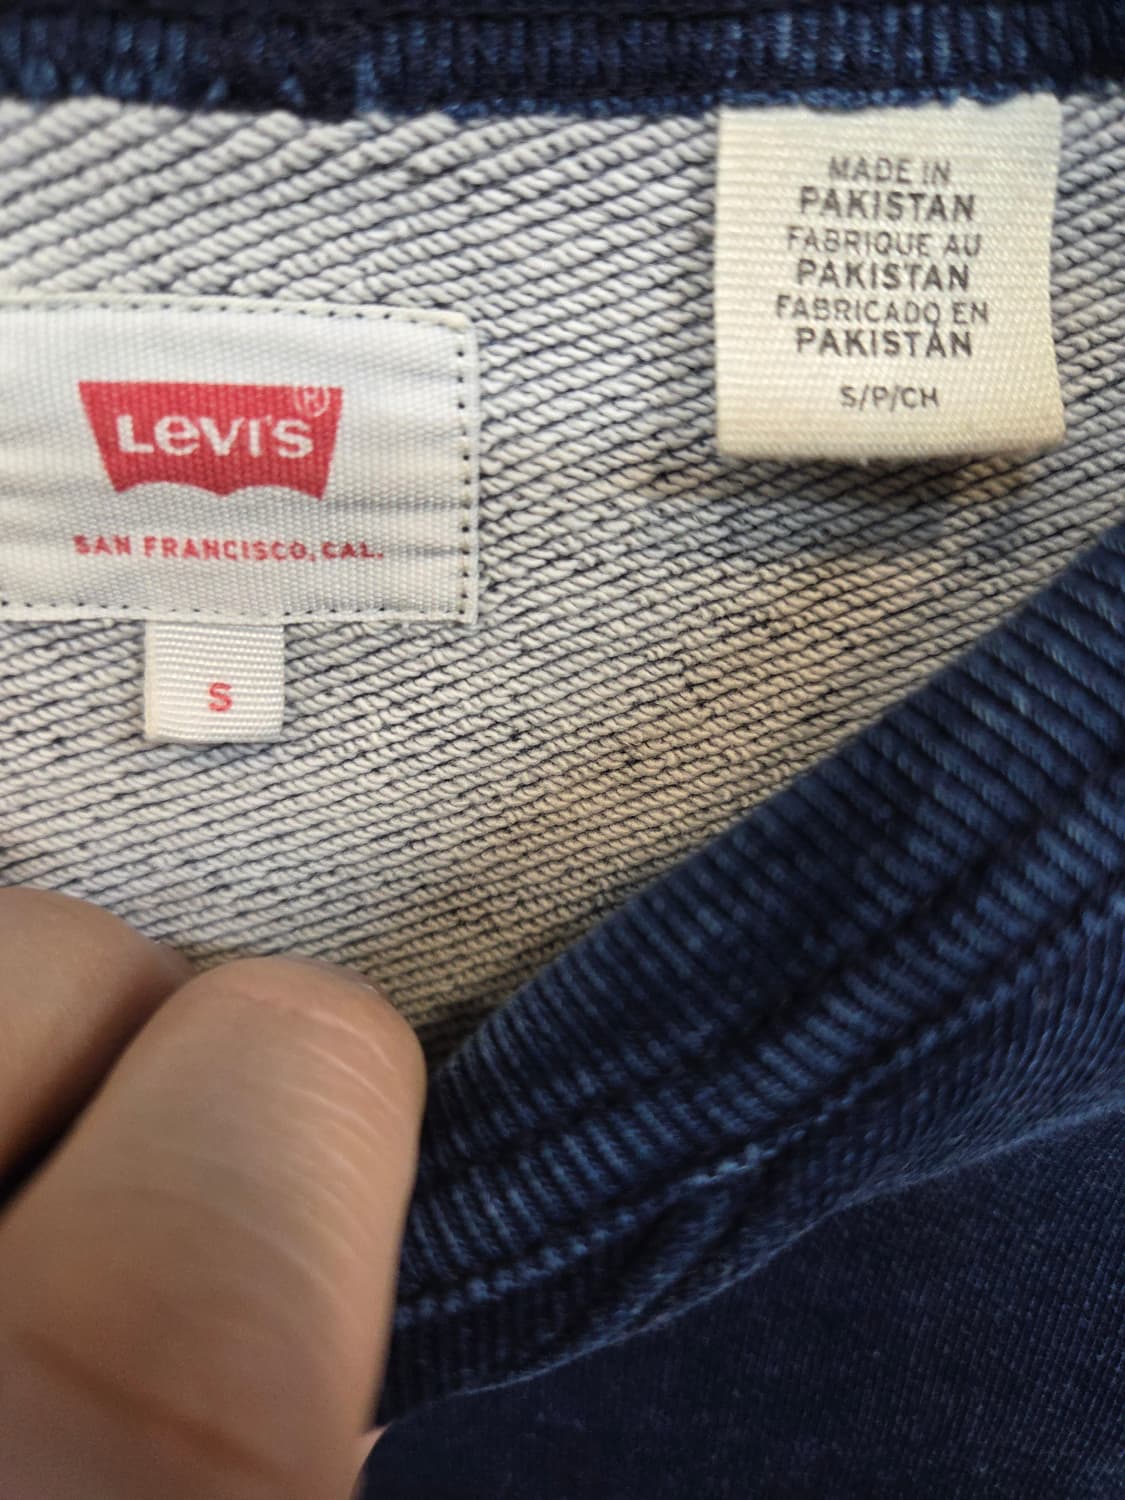 MADE IN
PAKISTAN
FABRIQUE AU
PAKISTAN
FABRICADO EN
PAKISTÁN
S/P/CH
Levi's®
SAN FRANCISCO, CAL.
S